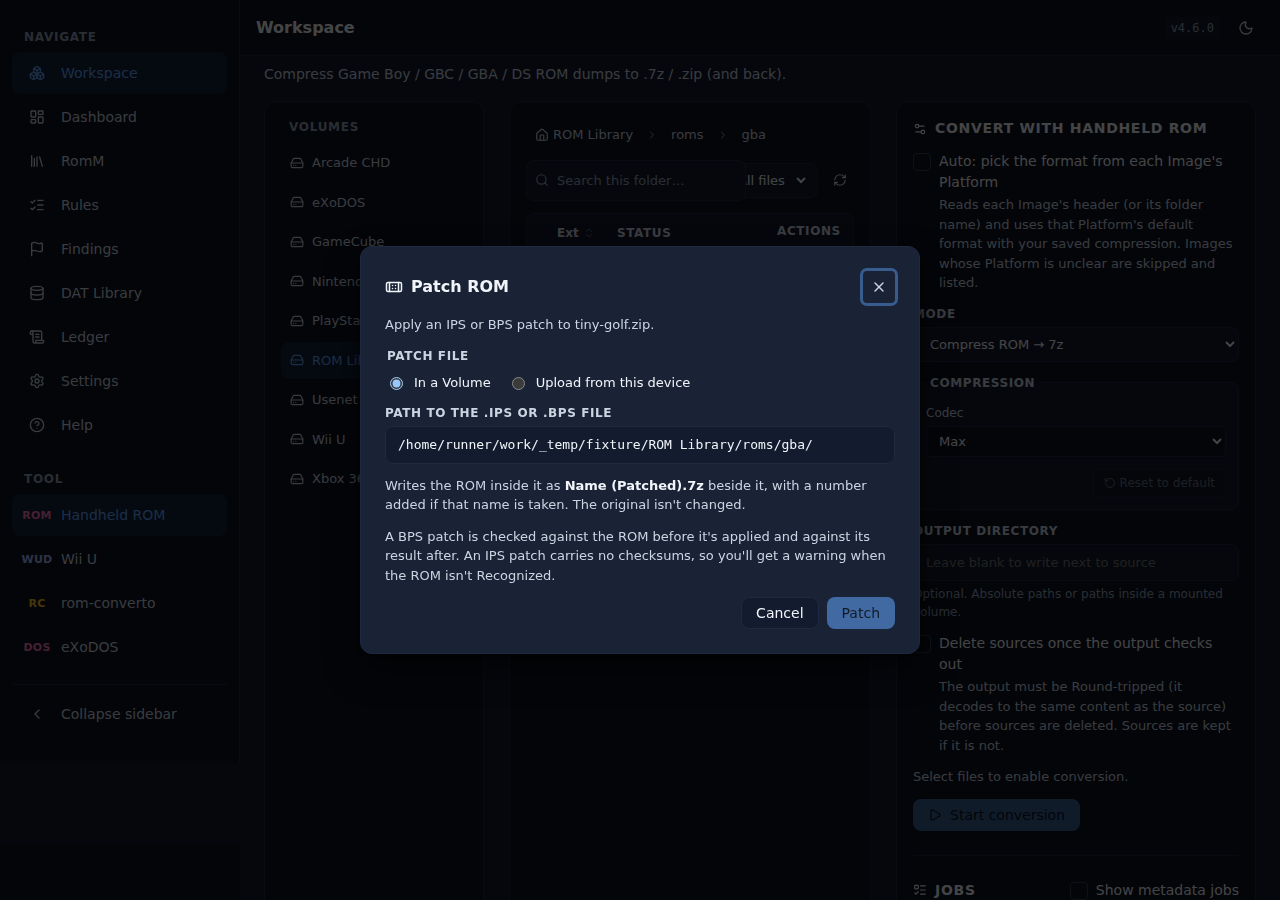 NAVIGATE
Workspace
Dashboard
RomM
Rules
Findings
DAT Library
Ledger
Settings
Help
TOOL
ROM Handheld ROM
WUD Wii U
RC rom-converto
DOS eXoDOS
Collapse sidebar
Workspace
v4.6.0
Compress Game Boy / GBC / GBA / DS ROM dumps to .7z / .zip (and back).
VOLUMES
Arcade CHD
eXoDOS
GameCube
Usenet
Wii U
ROM Library
roms
gba
Search this folder…
files
Ext
STATUS
ACTIONS
Patch ROM
Apply an IPS or BPS patch to tiny-golf.zip.
PATCH FILE
In a Volume
Upload from this device
PATH TO THE .IPS OR .BPS FILE
/home/runner/work/_temp/fixture/ROM Library/roms/gba/
Writes the ROM inside it as Name (Patched).7z beside it, with a number
added if that name is taken. The original isn't changed.
A BPS patch is checked against the ROM before it's applied and against its
result after. An IPS patch carries no checksums, so you'll get a warning when
the ROM isn't Recognized.
Cancel
Patch
CONVERT WITH HANDHELD ROM
Auto: pick the format from each Image's
Platform
Reads each Image's header (or its folder
name) and uses that Platform's default
format with your saved compression. Images
whose Platform is unclear are skipped and
listed.
MODE
Compress ROM → 7z
COMPRESSION
Codec
Max
Reset to default
OUTPUT DIRECTORY
Leave blank to write next to source
Optional. Absolute paths or paths inside a mounted
volume.
Delete sources once the output checks
out
The output must be Round-tripped (it
decodes to the same content as the source)
before sources are deleted. Sources are kept
if it is not.
Select files to enable conversion.
Start conversion
JOBS
Show metadata jobs